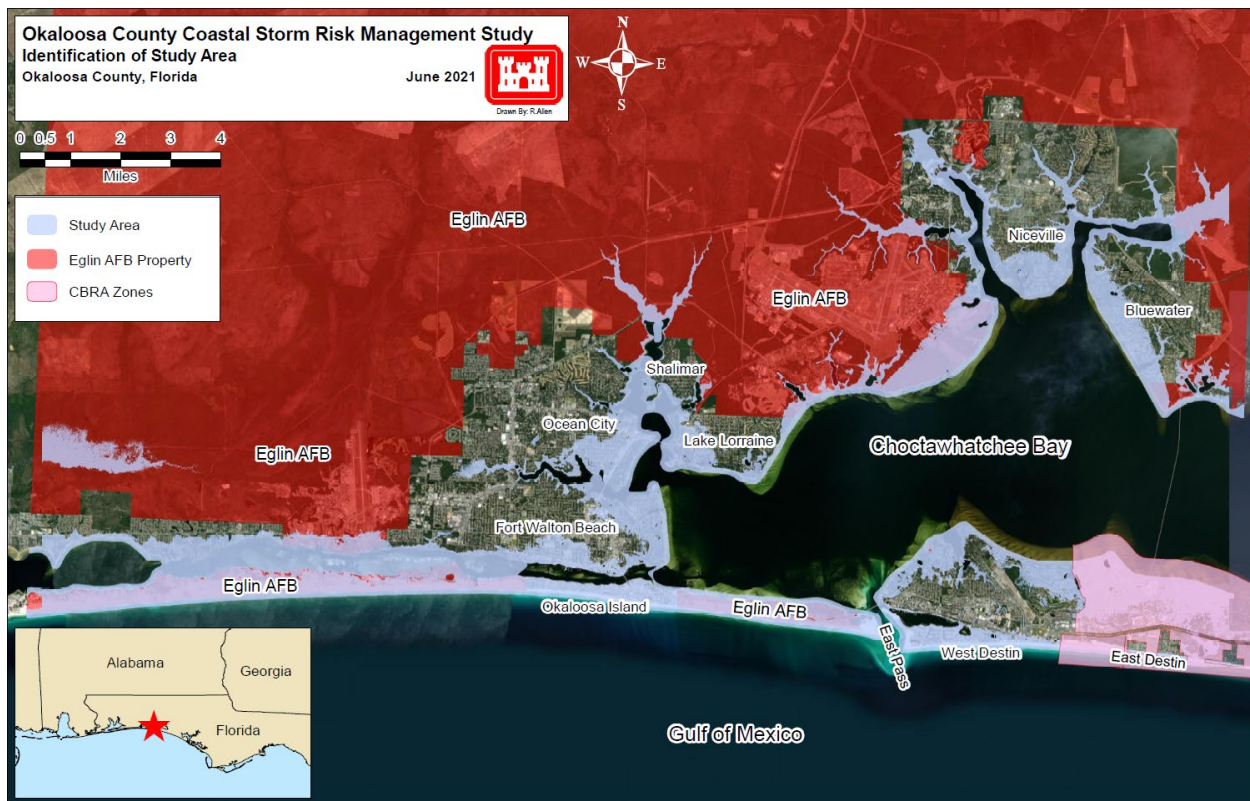 Okaloosa County Coastal Storm Risk Management Study
Identification of Study Area
Okaloosa County, Florida June 2021
Drawn By: R.Allen
N
W E
S
0 0.5 1 2 3 4
Miles
Study Area
Eglin AFB Property
CBRA Zones
Eglin AFB
Niceville
Eglin AFB
Bluewater
Shalimar
Ocean City
Lake Lorraine
Choctawhatchee Bay
Eglin AFB
Fort Walton Beach
Eglin AFB
Okaloosa Island
Eglin AFB
East Pass
West Destin
East Destin
Gulf of Mexico
Alabama
Georgia
Florida